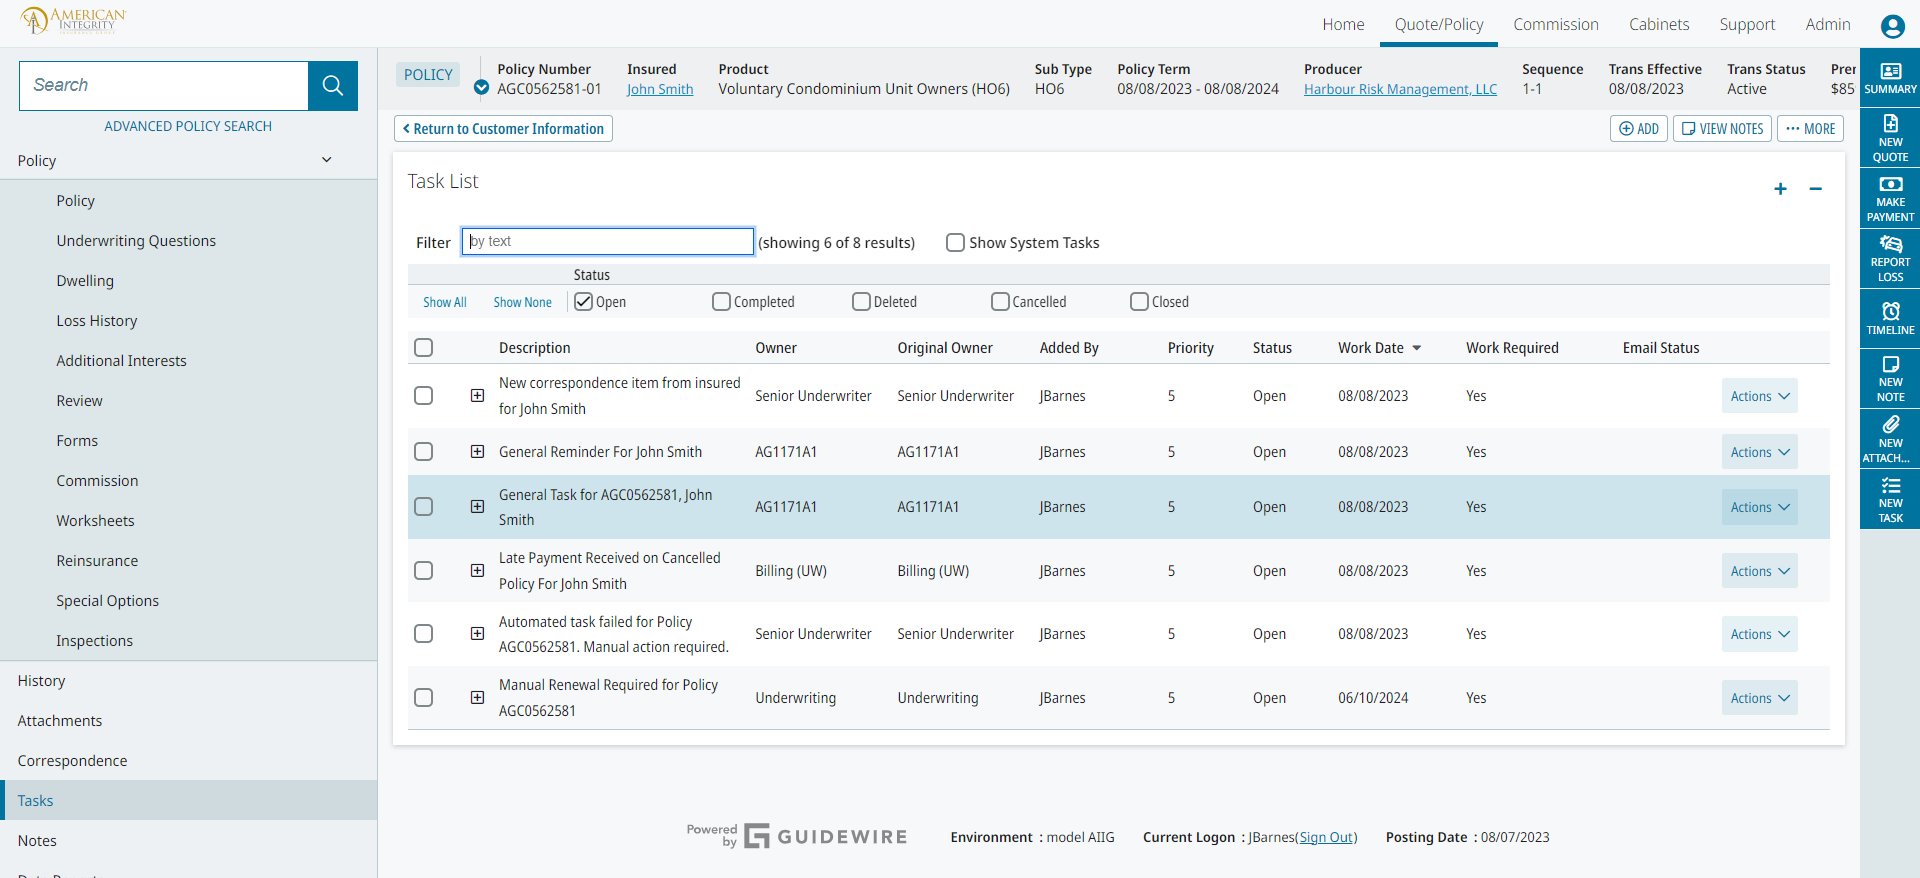 AMERICAN
INTEGRITY
Home
Quote/Policy
Commission
Cabinets
Support
Admin
Search
ADVANCED POLICY SEARCH
Policy
Policy
Underwriting Questions
Dwelling
Loss History
Additional Interests
Review
Forms
Commission
Worksheets
Reinsurance
Special Options
Inspections
History
Attachments
Correspondence
Tasks
Notes
POLICY
Policy Number
AGC0562581-01
Insured
John Smith
Product
Voluntary Condominium Unit Owners (HO6)
Sub Type
HO6
Policy Term
08/08/2023 - 08/08/2024
Producer
Harbour Risk Management, LLC
Sequence
1-1
Trans Effective
08/08/2023
Trans Status
Active
Prer
$85
Return to Customer Information
ADD
VIEW NOTES
MORE
Task List
Filter by text (showing 6 of 8 results) Show System Tasks
Status
Show All Show None Open Completed Deleted Cancelled Closed
Description Owner Original Owner Added By Priority Status Work Date Work Required Email Status
New correspondence item from insured
for John Smith
Senior Underwriter Senior Underwriter JBarnes 5 Open 08/08/2023 Yes Actions
General Reminder For John Smith AG1171A1 AG1171A1 JBarnes 5 Open 08/08/2023 Yes Actions
General Task for AGC0562581, John
Smith
AG1171A1 AG1171A1 JBarnes 5 Open 08/08/2023 Yes Actions
Late Payment Received on Cancelled
Policy For John Smith
Billing (UW) Billing (UW) JBarnes 5 Open 08/08/2023 Yes Actions
Automated task failed for Policy
AGC0562581. Manual action required.
Senior Underwriter Senior Underwriter JBarnes 5 Open 08/08/2023 Yes Actions
Manual Renewal Required for Policy
AGC0562581
Underwriting Underwriting JBarnes 5 Open 06/10/2024 Yes Actions
SUMMARY
NEW
QUOTE
MAKE
PAYMENT
REPORT
LOSS
TIMELINE
NEW
NOTE
NEW
ATTACH...
NEW
TASK
Powered
by
GUIDEWIRE
Environment : model AIIG
Current Logon : JBarnes(Sign Out)
Posting Date : 08/07/2023